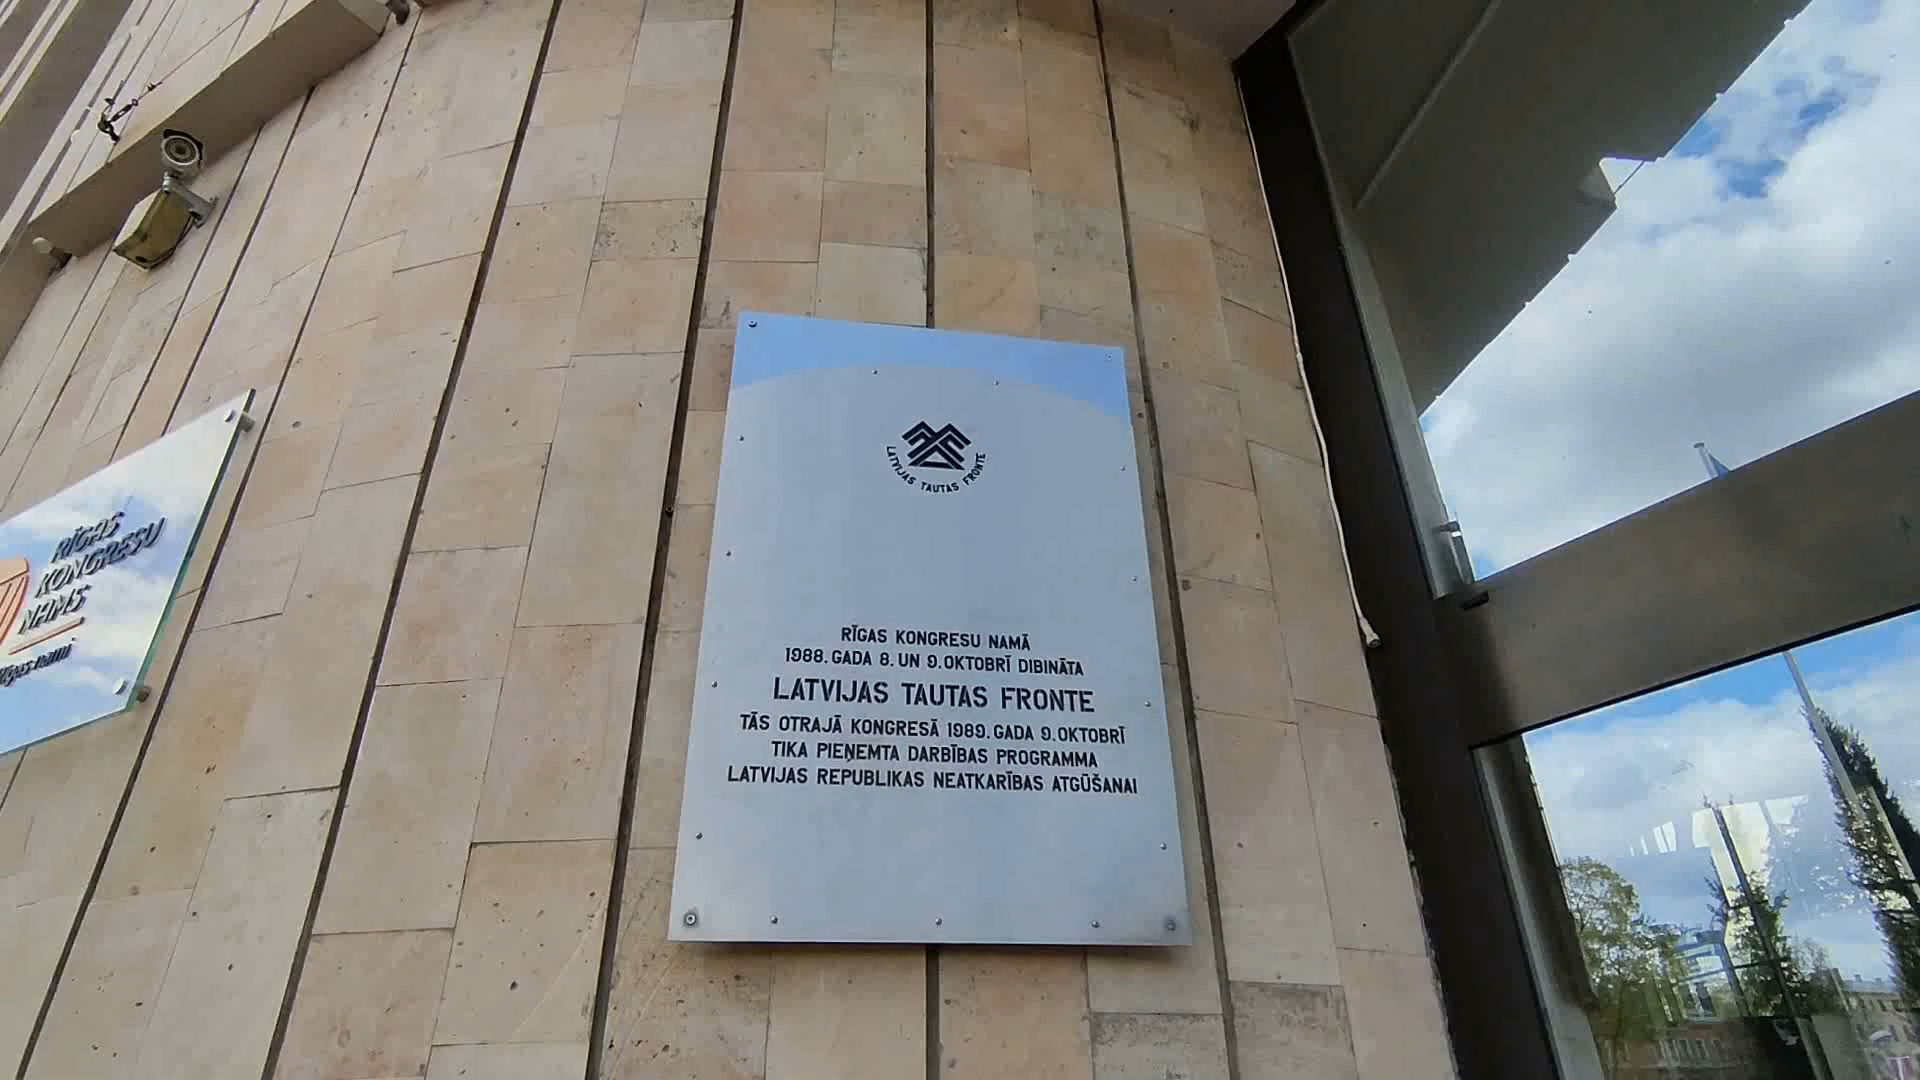 RĪGAS
KONGRESU
NAMS
LATVIJAS TAUTAS FRONTE
RĪGAS KONGRESU NAMĀ
1988. GADA 8. UN 9. OKTOBRĪ DIBINĀTA
LATVIJAS TAUTAS FRONTE
TĀS OTRAJĀ KONGRESĀ 1989. GADA 9. OKTOBRĪ
TIKA PIEŅEMTA DARBĪBAS PROGRAMMA
LATVIJAS REPUBLIKAS NEATKARĪBAS ATGŪŠANAI